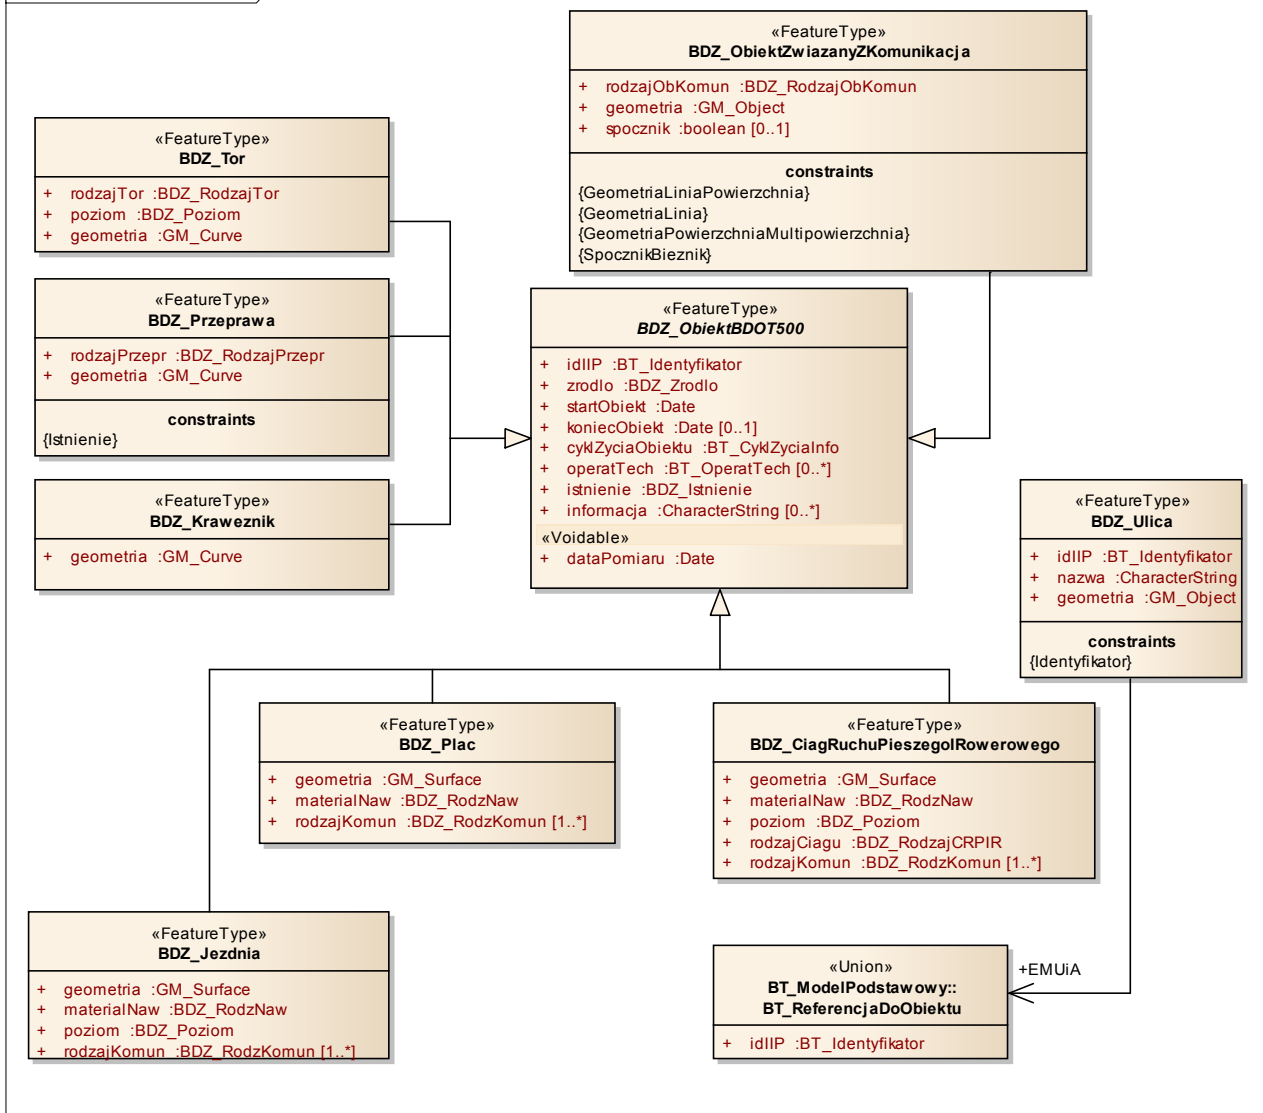 «FeatureType»
BDZ_ObiektZwiazanyZKomunikacja
+ rodzajObKomun :BDZ_RodzajObKomun
+ geometria :GM_Object
+ spocznik :boolean [0..1]
constraints
{GeometriaLiniaPowierzchnia}
{GeometriaLinia}
{GeometriaPowierzchniaMultipowierzchnia}
{SpocznikBieznik}
«FeatureType»
BDZ_Tor
+ rodzajTor :BDZ_RodzajTor
+ poziom :BDZ_Poziom
+ geometria :GM_Curve
«FeatureType»
BDZ_Przeprawa
+ rodzajPrzepr :BDZ_RodzajPrzepr
+ geometria :GM_Curve
constraints
{Istnienie}
«FeatureType»
BDZ_Kraweznik
+ geometria :GM_Curve
«FeatureType»
BDZ_ObiektBDOT500
+ idIIP :BT_Identyfikator
+ zrodlo :BDZ_Zrodlo
+ startObiekt :Date
+ koniecObiekt :Date [0..1]
+ cyklZyciaObiektu :BT_CyklZyciaInfo
+ operatTech :BT_OperatTech [0..*]
+ istnienie :BDZ_Istnienie
+ informacja :CharacterString [0..*]
«Voidable»
+ dataPomiaru :Date
«FeatureType»
BDZ_Ulica
+ idIIP :BT_Identyfikator
+ nazwa :CharacterString
+ geometria :GM_Object
constraints
{Identyfikator}
«FeatureType»
BDZ_Plac
+ geometria :GM_Surface
+ materialNaw :BDZ_RodzNaw
+ rodzajKomun :BDZ_RodzKomun [1..*]
«FeatureType»
BDZ_CiagRuchuPieszegoIRowerowego
+ geometria :GM_Surface
+ materialNaw :BDZ_RodzNaw
+ poziom :BDZ_Poziom
+ rodzajCiagu :BDZ_RodzajCRPIR
+ rodzajKomun :BDZ_RodzKomun [1..*]
«FeatureType»
BDZ_Jezdnia
+ geometria :GM_Surface
+ materialNaw :BDZ_RodzNaw
+ poziom :BDZ_Poziom
+ rodzajKomun :BDZ_RodzKomun [1..*]
+EMUiA
«Union»
BT_ModelPodstawowy::
BT_ReferencjaDoObiektu
+ idIIP :BT_Identyfikator